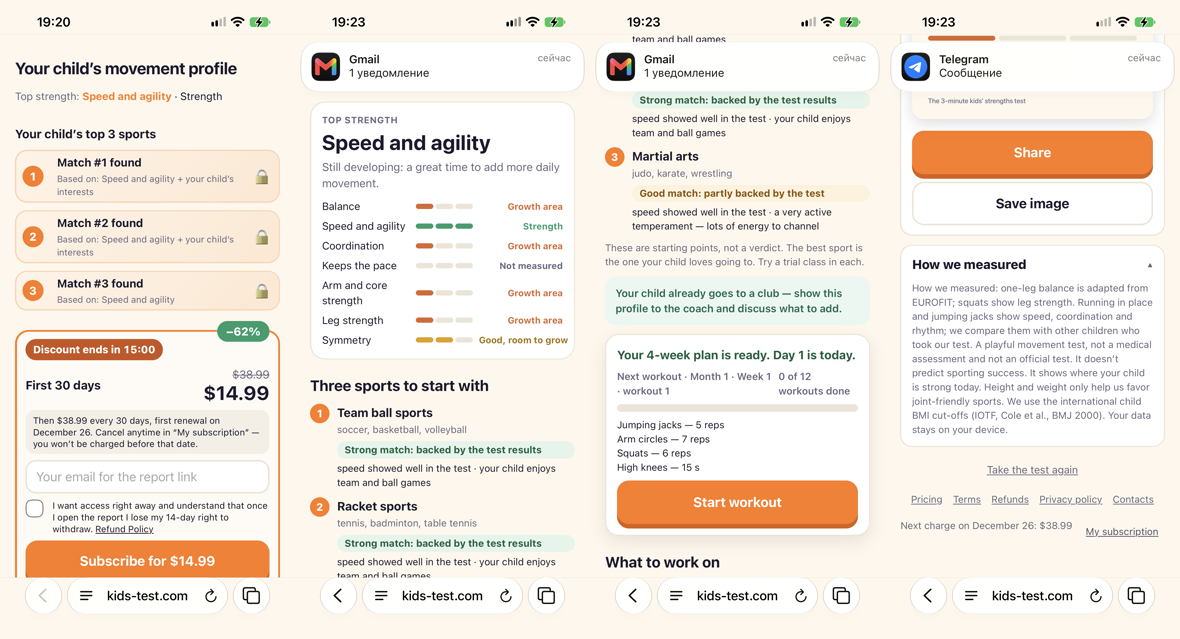 19:20
Your child's movement profile
Top strength: Speed and agility · Strength
Your child's top 3 sports
1
Match #1 found
Based on: Speed and agility + your child's
interests
2
Match #2 found
Based on: Speed and agility + your child's
interests
3
Match #3 found
Based on: Speed and agility
−62%
Discount ends in 15:00
$38.99
First 30 days
$14.99
Then $38.99 every 30 days, first renewal on
December 26. Cancel anytime in “My subscription” —
you won't be charged before that date.
Your email for the report link
I want access right away and understand that once
I open the report I lose my 14-day right to
withdraw. Refund Policy
Subscribe for $14.99
kids-test.com
19:23
Gmail
сейчас
1 уведомление
TOP STRENGTH
Speed and agility
Still developing: a great time to add more daily
movement.
Balance
Growth area
Speed and agility
Strength
Coordination
Growth area
Keeps the pace
Not measured
Arm and core
strength
Growth area
Leg strength
Growth area
Symmetry
Good, room to grow
Three sports to start with
1
Team ball sports
soccer, basketball, volleyball
Strong match: backed by the test results
speed showed well in the test · your child enjoys
team and ball games
2
Racket sports
tennis, badminton, table tennis
Strong match: backed by the test results
speed showed well in the test · your child enjoys
team and ball games
kids-test.com
19:23
team and ball games
Gmail
сейчас
1 уведомление
Strong match: backed by the test results
speed showed well in the test · your child enjoys
team and ball games
3
Martial arts
judo, karate, wrestling
Good match: partly backed by the test
speed showed well in the test · a very active
temperament — lots of energy to channel
These are starting points, not a verdict. The best sport is
the one your child loves going to. Try a trial class in each.
Your child already goes to a club — show this
profile to the coach and discuss what to add.
Your 4-week plan is ready. Day 1 is today.
Next workout · Month 1 · Week 1
· workout 1
0 of 12
workouts done
Jumping jacks — 5 reps
Arm circles — 7 reps
Squats — 6 reps
High knees — 15 s
Start workout
What to work on
kids-test.com
19:23
Telegram
сейчас
Сообщение
The 3-minute kids' strengths test
Share
Save image
How we measured
How we measured: one-leg balance is adapted from
EUROFIT; squats show leg strength. Running in place
and jumping jacks show speed, coordination and
rhythm; we compare them with other children who
took our test. A playful movement test, not a medical
assessment and not an official test. It doesn't
predict sporting success. It shows where your child
is strong today. Height and weight only help us favor
joint-friendly sports. We use the international child
BMI cut-offs (IOTF, Cole et al., BMJ 2000). Your data
stays on your device.
Take the test again
Pricing Terms Refunds Privacy policy Contacts
Next charge on December 26: $38.99
My subscription
kids-test.com